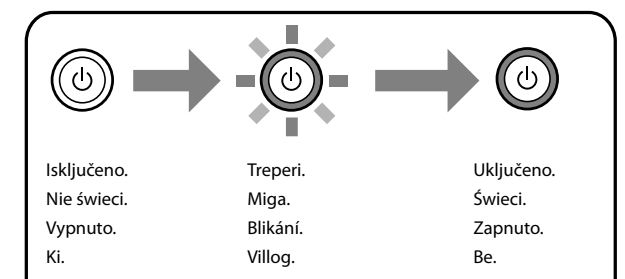 Isključeno. Treperi. Uključeno.
Nie świeci. Miga. Świeci.
Vypnuto. Blikání. Zapnuto.
Ki. Villog. Be.